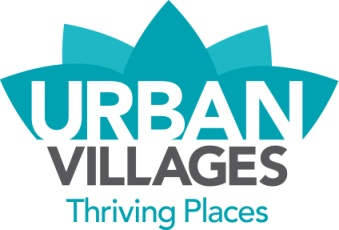 URBAN
VILLAGES
Thriving Places